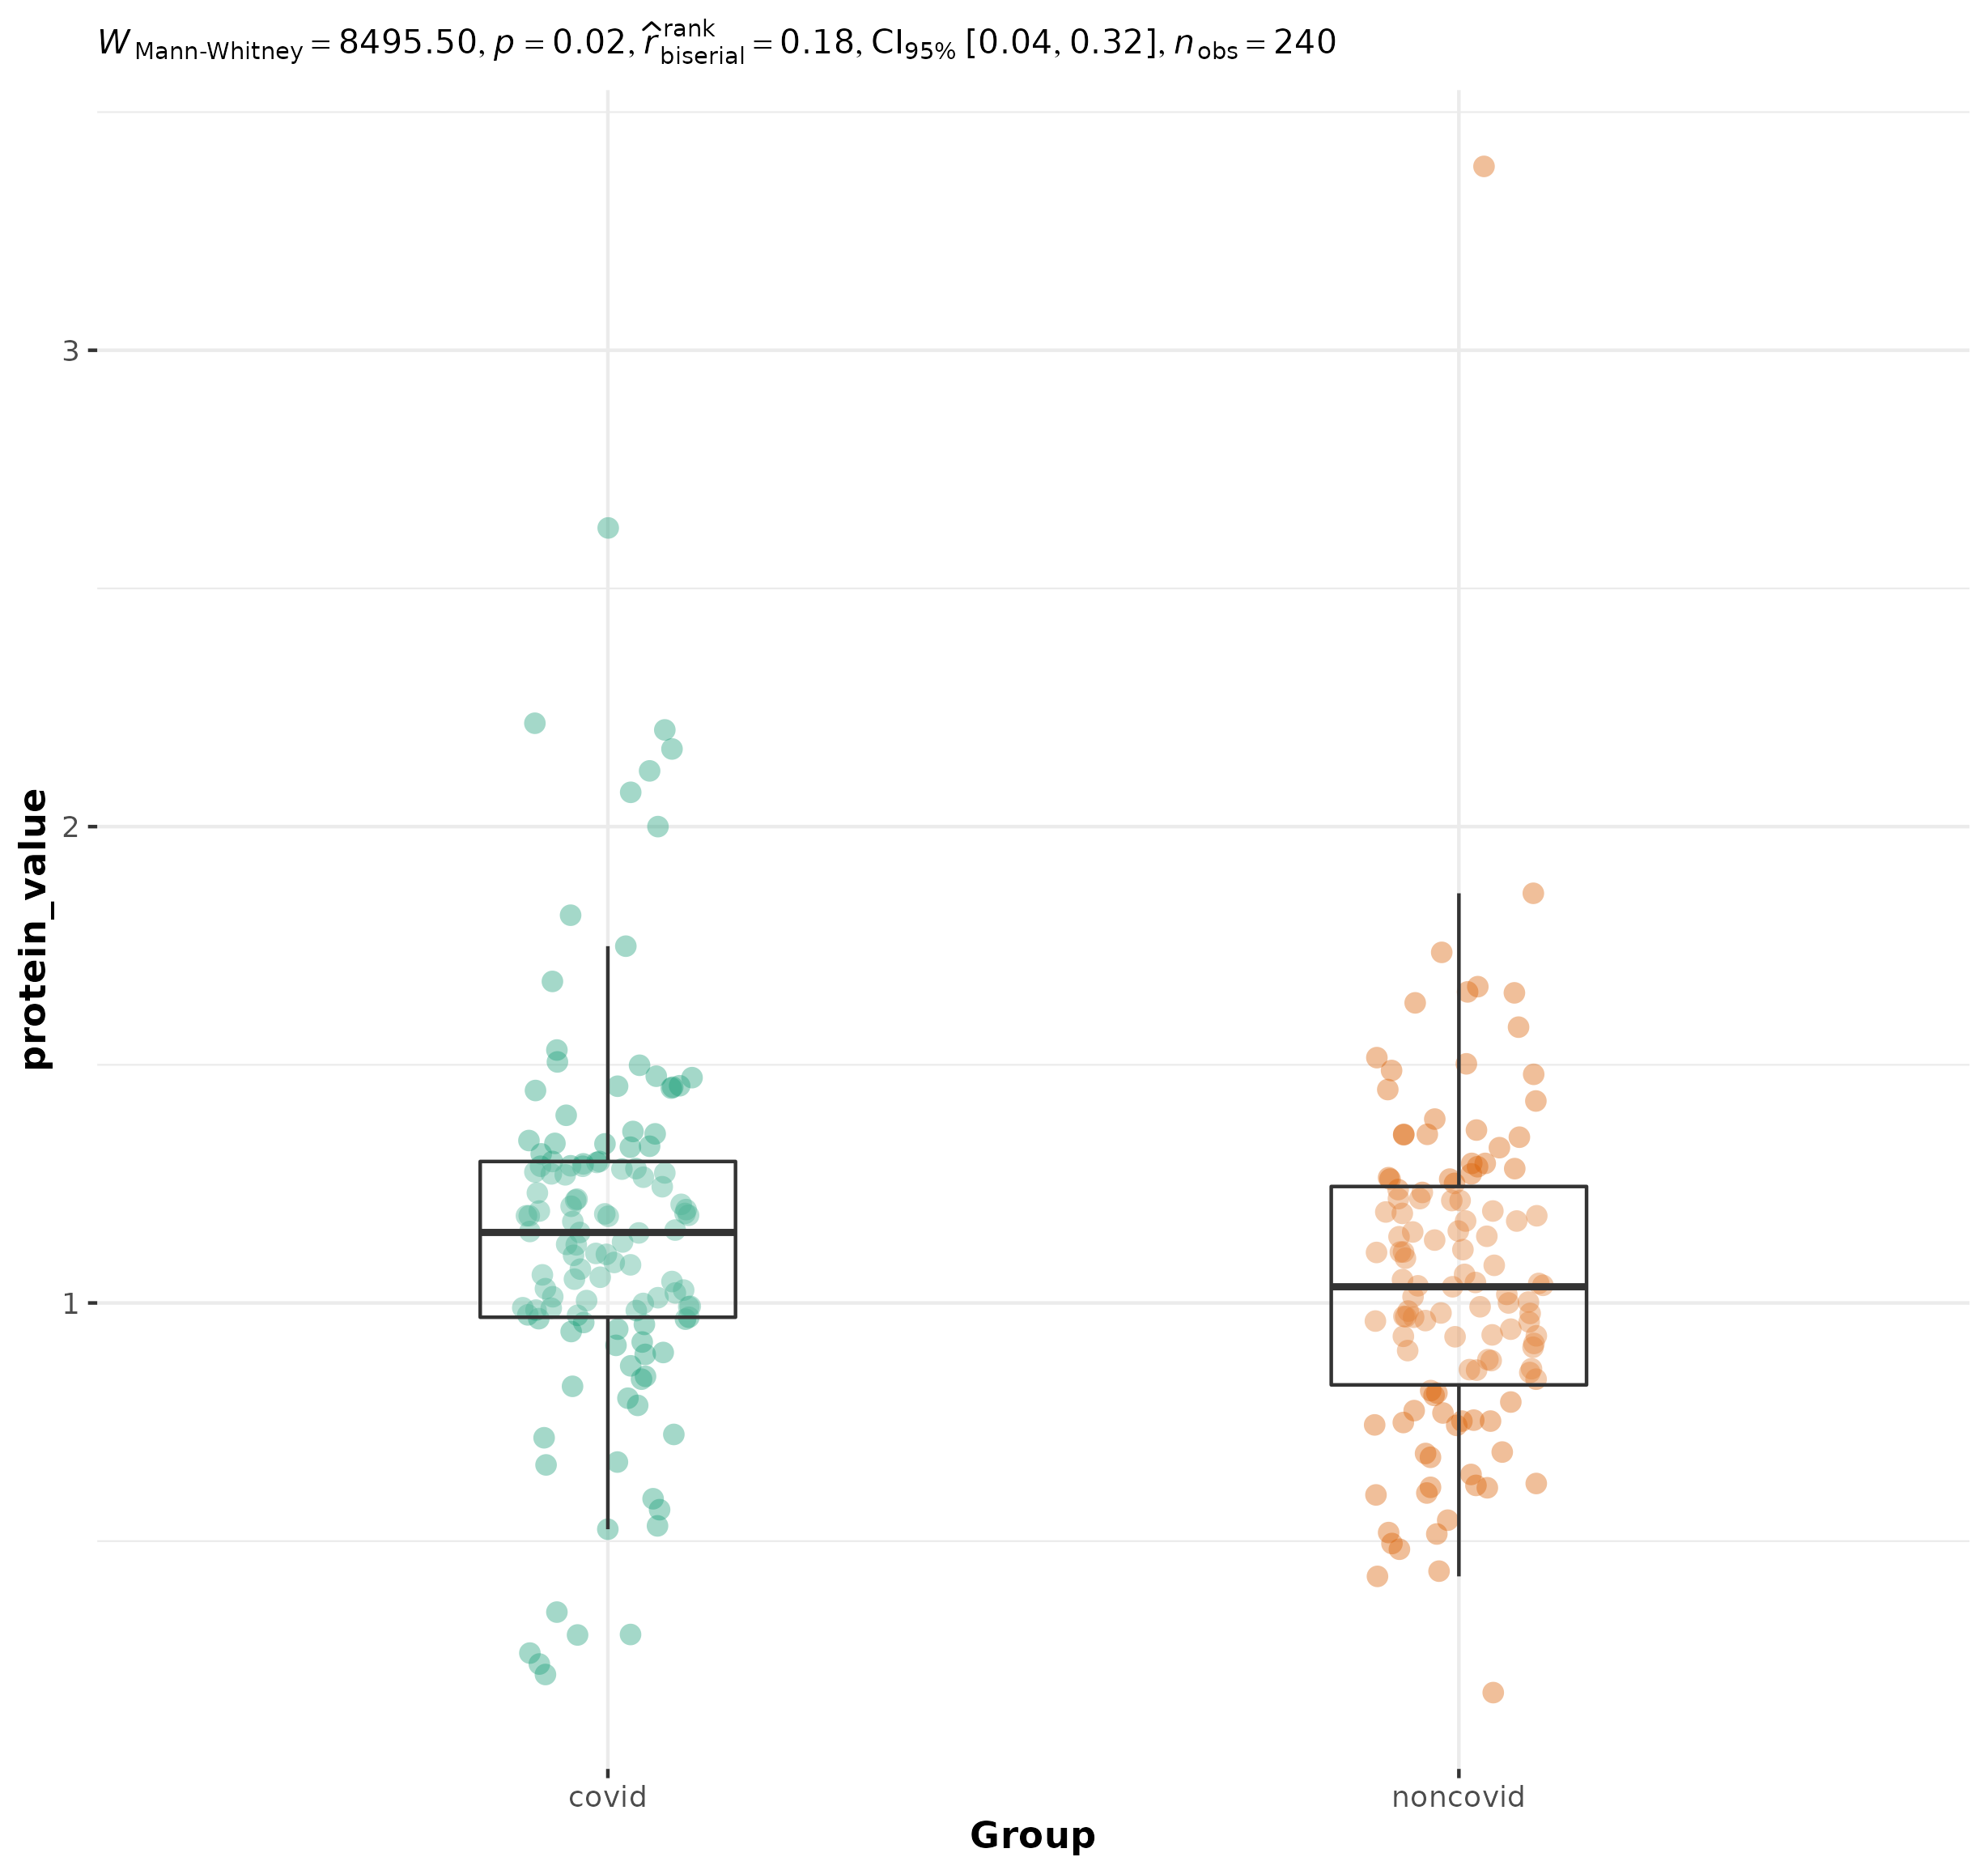 W Mann-Whitney = 8495.50, p = 0.02, r̂ rank biserial = 0.18, CI95% [0.04, 0.32], n obs = 240
3
2
1
protein_value
covid noncovid
Group